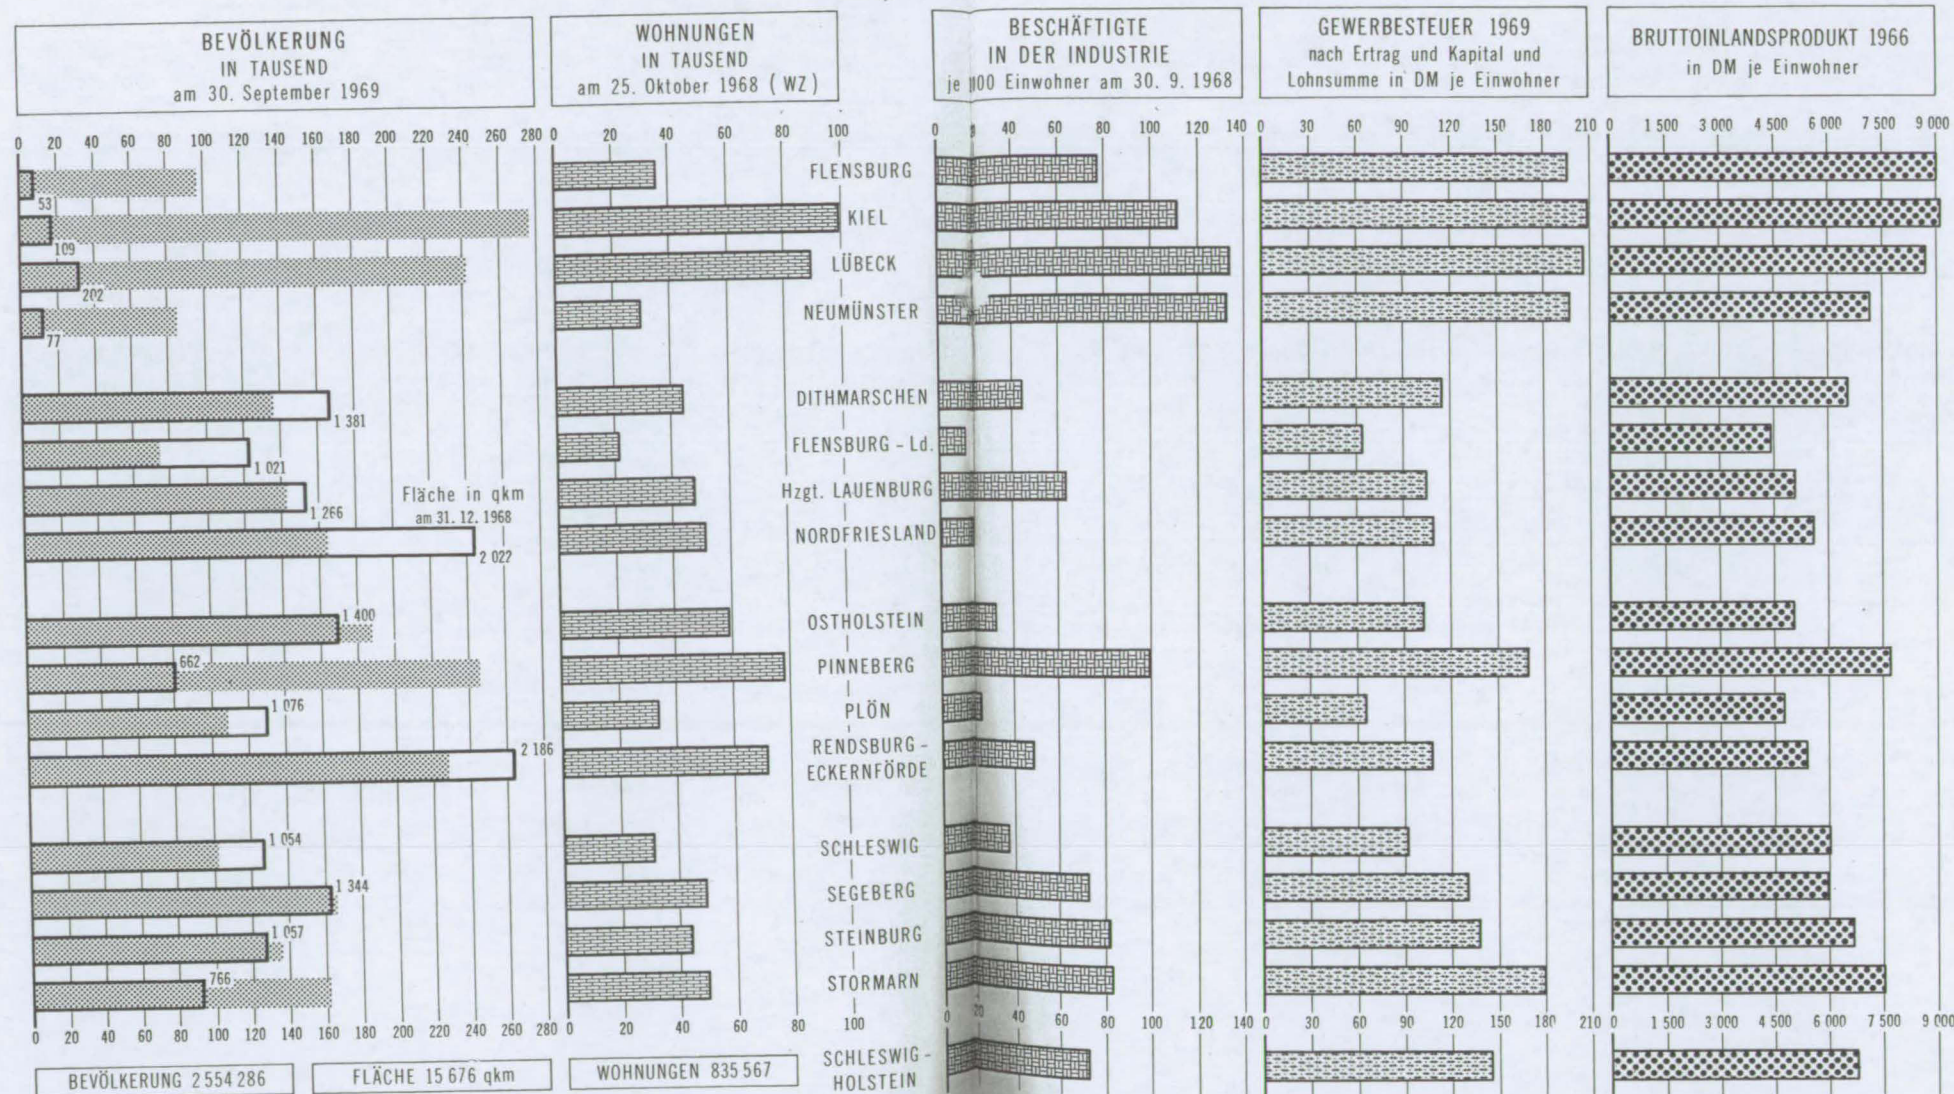 BEVÖLKERUNG
IN TAUSEND
am 30. September 1969
WOHNUNGEN
IN TAUSEND
am 25. Oktober 1968 ( WZ )
BESCHÄFTIGTE
IN DER INDUSTRIE
je 100 Einwohner am 30. 9. 1968
GEWERBESTEUER 1969
nach Ertrag und Kapital und
Lohnsumme in DM je Einwohner
BRUTTOINLANDSPRODUKT 1966
in DM je Einwohner
0 20 40 60 80 100 120 140 160 180 200 220 240 260 280
0 20 40 60 80 100
0 40 60 80 100 120 140
0 30 60 90 120 150 180 210
0 1 500 3 000 4 500 6 000 7 500 9 000
53
FLENSBURG
109
KIEL
202
LÜBECK
77
NEUMÜNSTER
1 381
DITHMARSCHEN
1 021
FLENSBURG - Ld.
1 266
Hzgt. LAUENBURG
Fläche in qkm
am 31. 12. 1968
2 022
NORDFRIESLAND
1 400
OSTHOLSTEIN
662
PINNEBERG
1 076
PLÖN
2 186
RENDSBURG -
ECKERNFÖRDE
1 054
SCHLESWIG
1 344
SEGEBERG
1 057
STEINBURG
766
STORMARN
0 20 40 60 80 100 120 140 160 180 200 220 240 260 280
0 20 40 60 80 100
0 20 40 60 80 100 120 140
0 30 60 90 120 150 180 210
0 1 500 3 000 4 500 6 000 7 500 9 000
BEVÖLKERUNG 2 554 286
FLÄCHE 15 676 qkm
WOHNUNGEN 835 567
SCHLESWIG -
HOLSTEIN